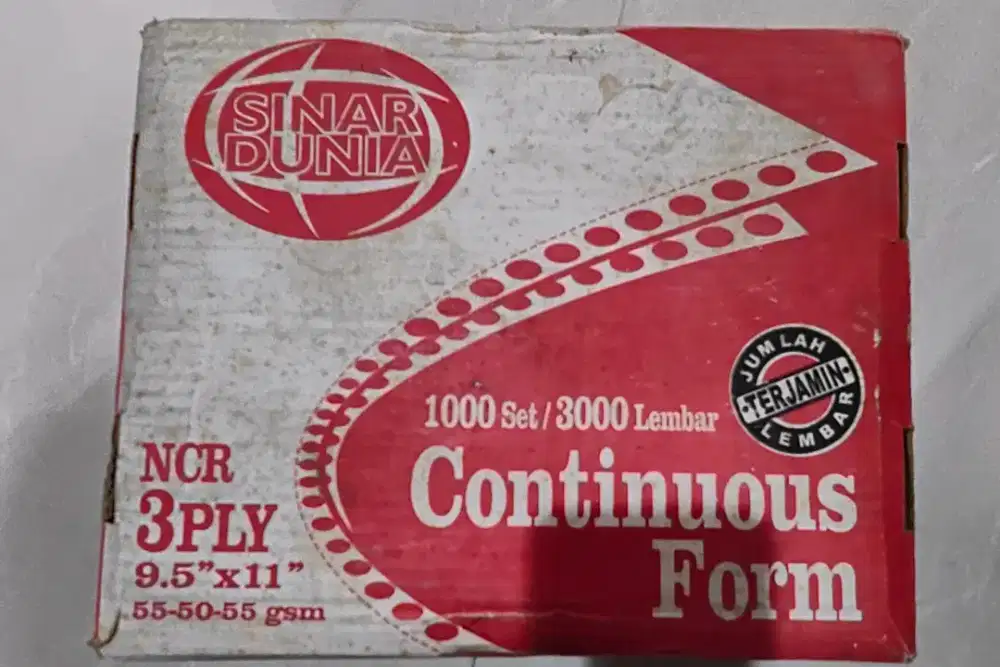 SINAR
DUNIA
JUMLAH
TERJAMIN
LEMBAR
1000 Set / 3000 Lembar
Continuous
Form
NCR
3PLY
9.5”x11”
55-50-55 gsm